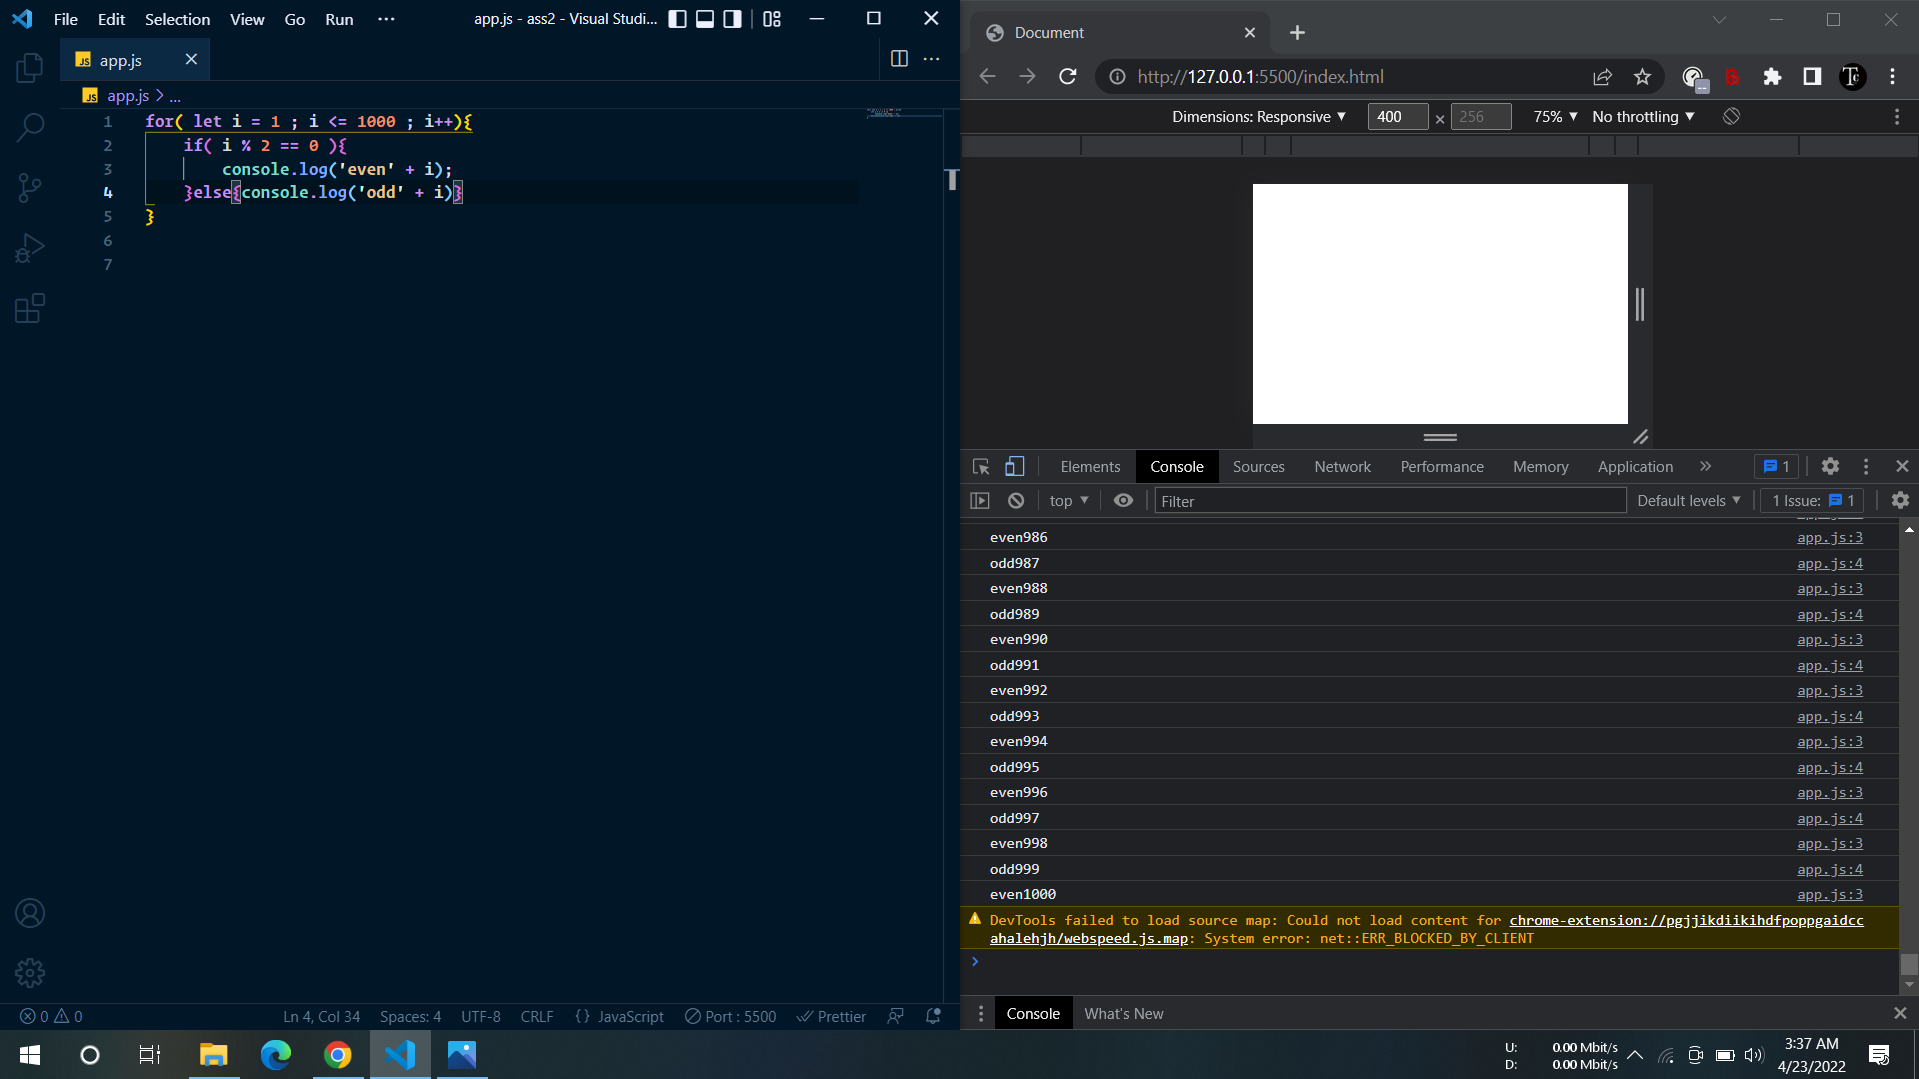 File Edit Selection View Go Run ··· app.js - ass2 - Visual Studi...
JS app.js
JS app.js > ...
1 for( let i = 1 ; i <= 1000 ; i++){
2 if( i % 2 == 0 ){
3 console.log('even' + i);
4 }else{console.log('odd' + i)}
5 }
6
7
0 0 Ln 4, Col 34 Spaces: 4 UTF-8 CRLF {} JavaScript Port : 5500 Prettier
Document
http://127.0.0.1:5500/index.html
Tc
Dimensions: Responsive ▼ 400 × 256 75% ▼ No throttling ▼
Elements Console Sources Network Performance Memory Application » 1
top ▼ Filter Default levels ▼ 1 Issue: 1
even986 app.js:3
odd987 app.js:4
even988 app.js:3
odd989 app.js:4
even990 app.js:3
odd991 app.js:4
even992 app.js:3
odd993 app.js:4
even994 app.js:3
odd995 app.js:4
even996 app.js:3
odd997 app.js:4
even998 app.js:3
odd999 app.js:4
even1000 app.js:3
DevTools failed to load source map: Could not load content for chrome-extension://pgjjikdiikihdfpoppgaidcc
ahalehjh/webspeed.js.map: System error: net::ERR_BLOCKED_BY_CLIENT
>
Console What's New
U: 0.00 Mbit/s
D: 0.00 Mbit/s
3:37 AM
4/23/2022